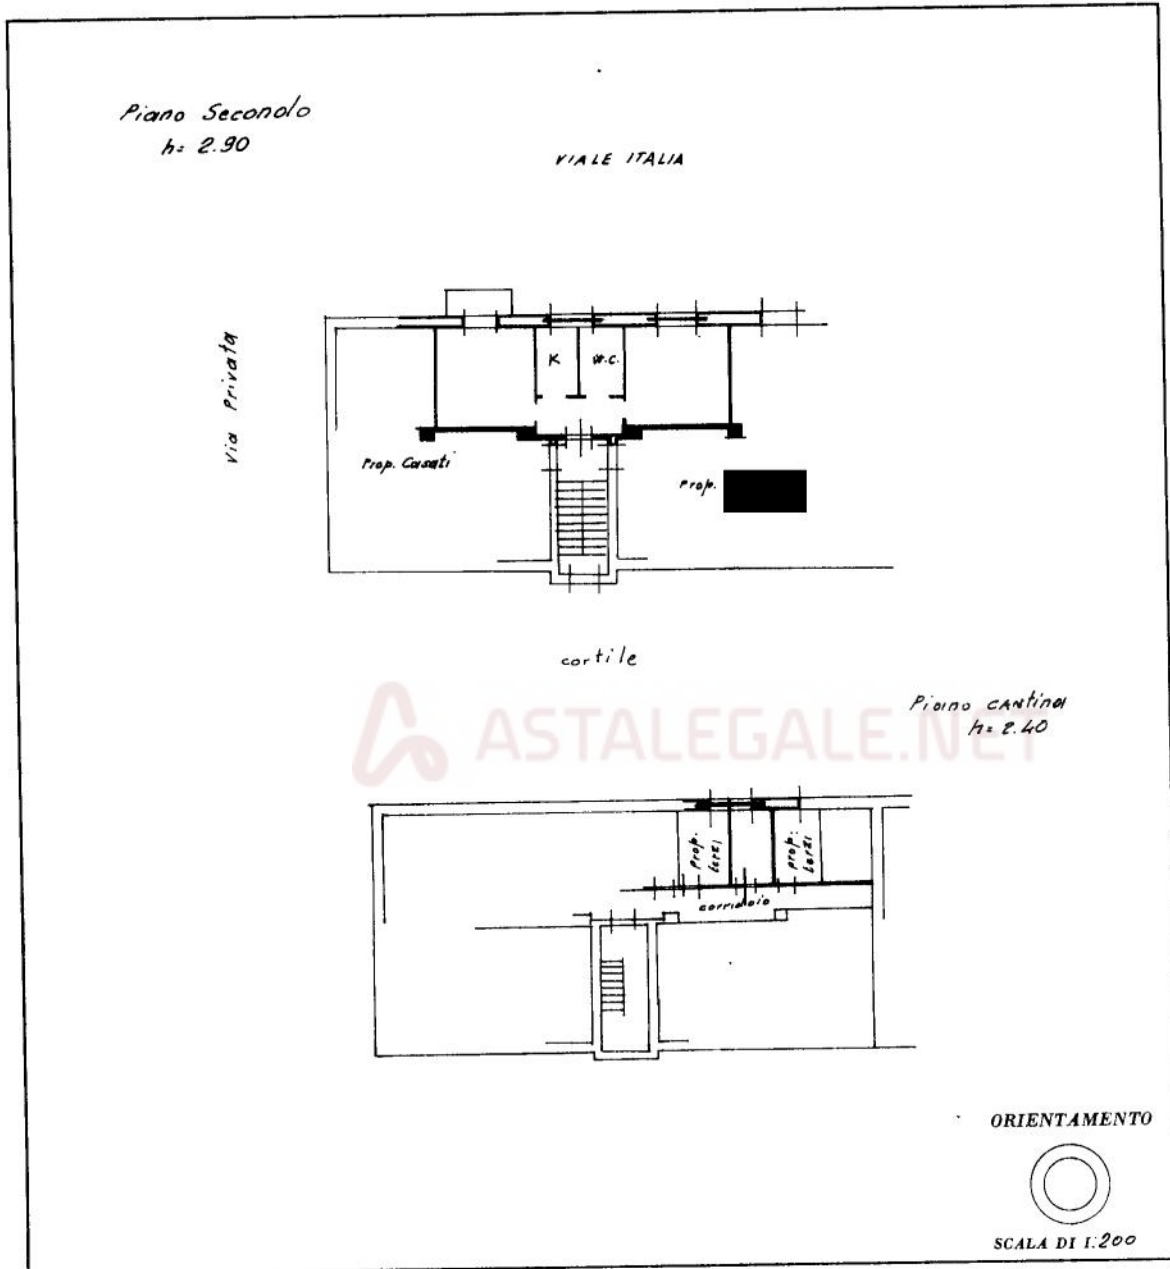 Piano Secondo
h= 2.90
VIALE ITALIA
Via Privata
K
W.C.
Prop. Casati
Prop.
cortile
Piano CANtina
h= 2.40
ASTALEGALE.NET
Prop.
Prop.
corridoio
ORIENTAMENTO
SCALA DI 1:200